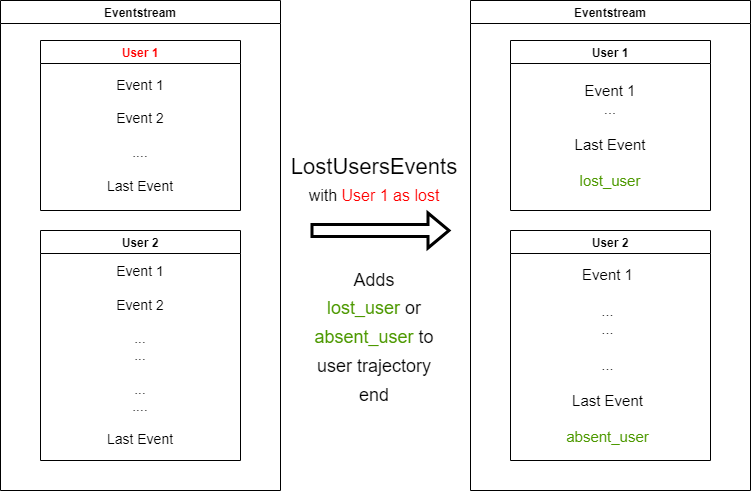 Eventstream
User 1
Event 1
Event 2
....
Last Event
User 2
Event 1
Event 2
...
...
...
....
Last Event
LostUsersEvents
with User 1 as lost
Adds
lost_user or
absent_user to
user trajectory
end
Eventstream
User 1
Event 1
...
Last Event
lost_user
User 2
Event 1
...
...
...
Last Event
absent_user